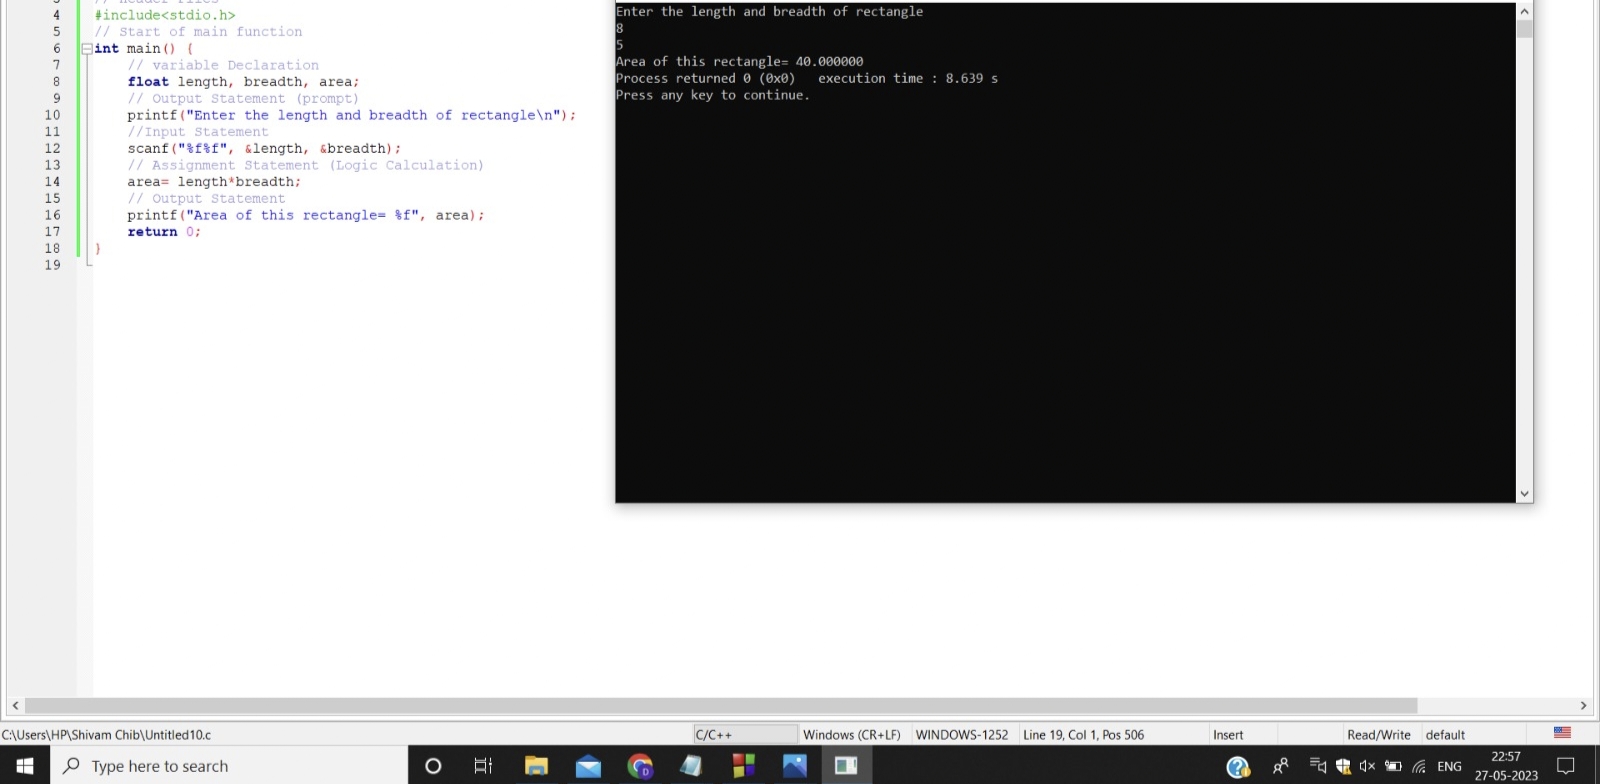 3 // Header Files
4 #include<stdio.h>
5 // Start of main function
6 int main() {
7 // variable Declaration
8 float length, breadth, area;
9 // Output Statement (prompt)
10 printf("Enter the length and breadth of rectangle\n");
11 //Input Statement
12 scanf("%f%f", &length, &breadth);
13 // Assignment Statement (Logic Calculation)
14 area= length*breadth;
15 // Output Statement
16 printf("Area of this rectangle= %f", area);
17 return 0;
18 }
19
Enter the length and breadth of rectangle
8
5
Area of this rectangle= 40.000000
Process returned 0 (0x0) execution time : 8.639 s
Press any key to continue.
C:\Users\HP\Shivam Chib\Untitled10.c C/C++ Windows (CR+LF) WINDOWS-1252 Line 19, Col 1, Pos 506 Insert Read/Write default
Type here to search
ENG
22:57
27-05-2023